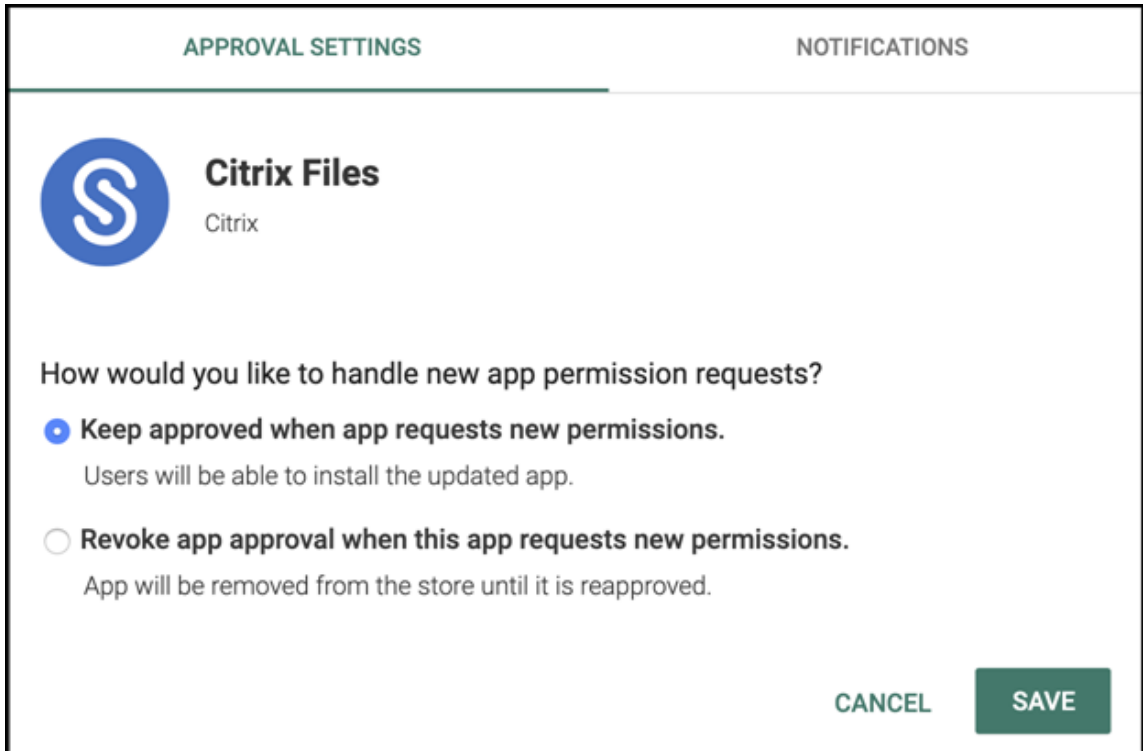 APPROVAL SETTINGS
NOTIFICATIONS
Citrix Files
Citrix
How would you like to handle new app permission requests?
Keep approved when app requests new permissions.
Users will be able to install the updated app.
Revoke app approval when this app requests new permissions.
App will be removed from the store until it is reapproved.
CANCEL
SAVE